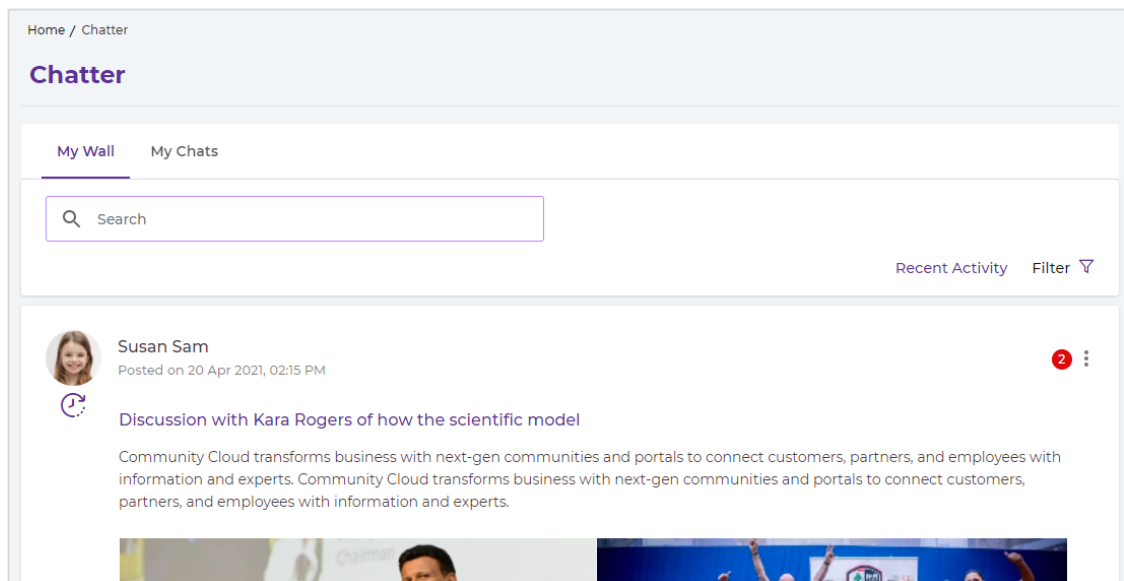 Home / Chatter
Chatter
My Wall My Chats
Search
Recent Activity Filter
Susan Sam
2
Posted on 20 Apr 2021, 02:15 PM
Discussion with Kara Rogers of how the scientific model
Community Cloud transforms business with next-gen communities and portals to connect customers, partners, and employees with
information and experts. Community Cloud transforms business with next-gen communities and portals to connect customers,
partners, and employees with information and experts.
Chairman